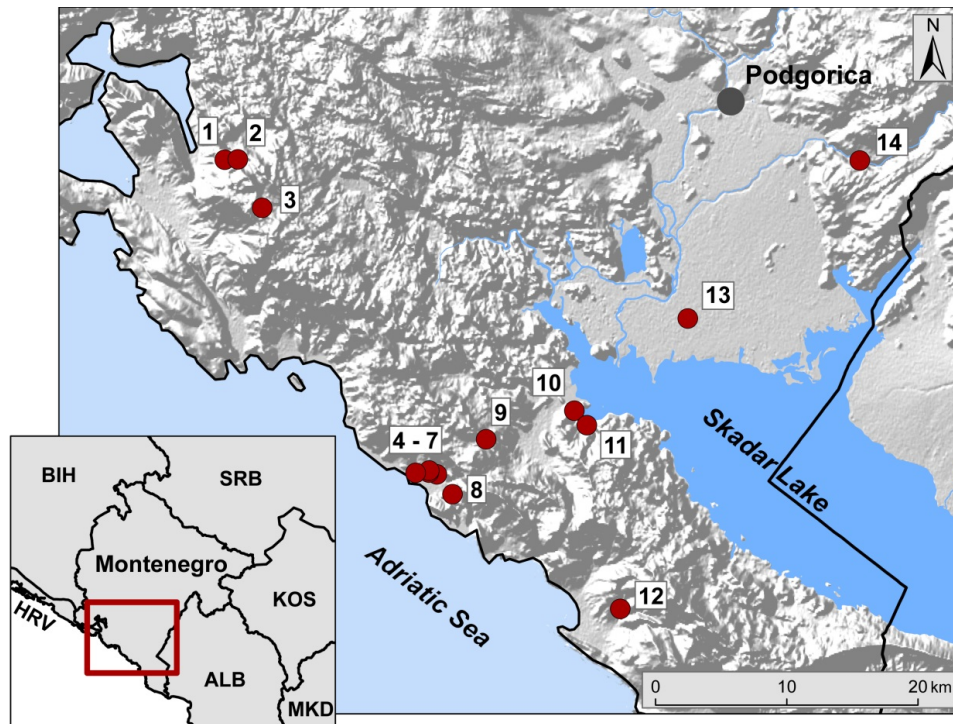 N
Podgorica
1
2
14
3
13
10
9
11
4 - 7
8
Skadar Lake
Adriatic Sea
12
BIH
SRB
Montenegro
KOS
HRV
ALB
MKD
0
10
20 km